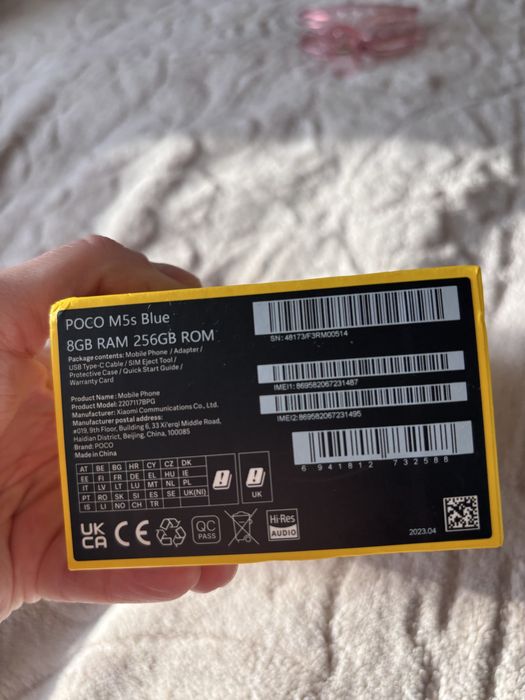 POCO M5s Blue
8GB RAM 256GB ROM
Package contents: Mobile Phone / Adapter /
USB Type-C Cable / SIM Eject Tool /
Protective Case / Quick Start Guide /
Warranty Card
Product Name: Mobile Phone
Product Model: 2207117BPG
Manufacturer: Xiaomi Communications Co., Ltd.
Manufacturer postal address:
#019, 9th Floor, Building 6, 33 Xi'erqi Middle Road,
Haidian District, Beijing, China, 100085
Brand: POCO
Made in China
AT BE BG HR CY CZ DK
EE FI FR DE EL HU IE
IT LV LT LU MT NL PL
PT RO SK SI ES SE UK(NI)
IS LI NO CH TR
UK
UK
CA
CE
QC
PASS
Hi-Res
AUDIO
SN: 48173/F3RM00514
IMEI1: 869582067231487
IMEI2: 869582067231495
6 941812 732588
2023.04